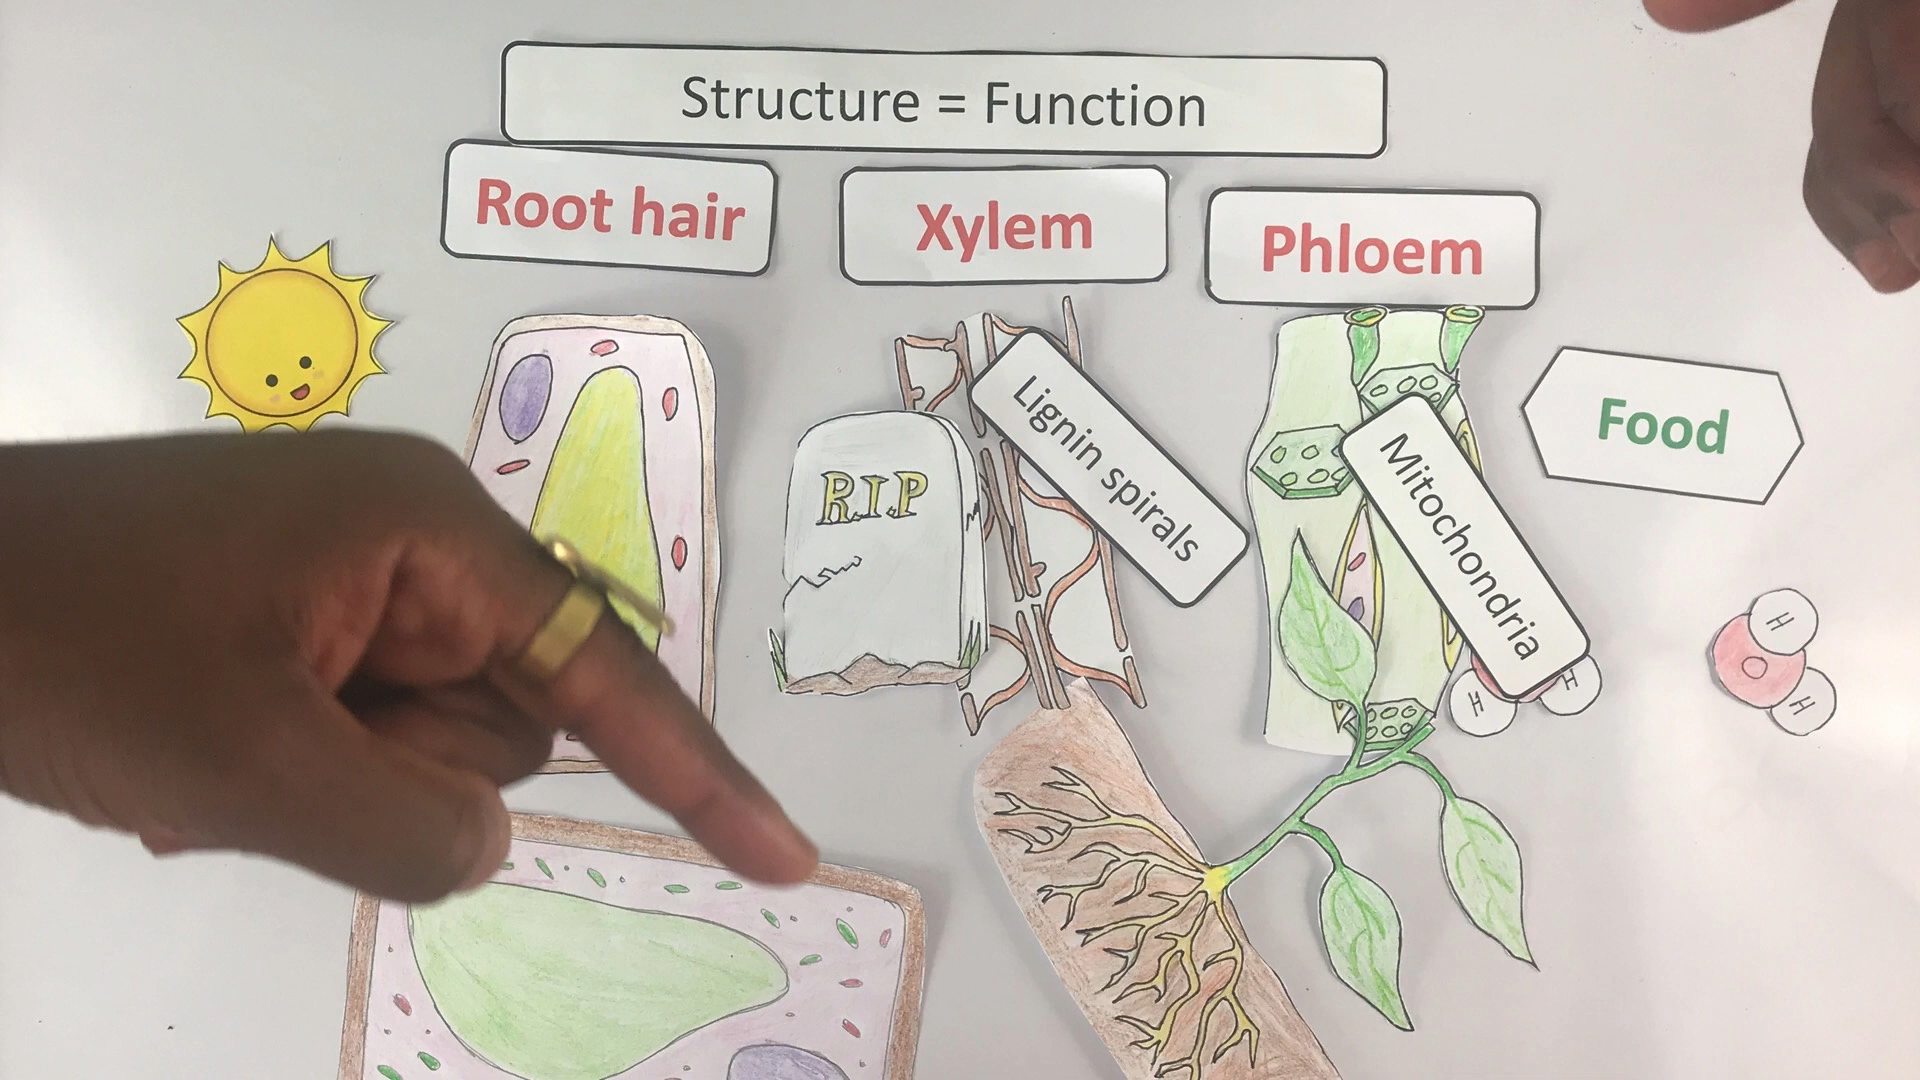 Structure = Function
Root hair
Xylem
Phloem
Lignin spirals
Mitochondria
Food
R.I.P
H
H
H
O
H